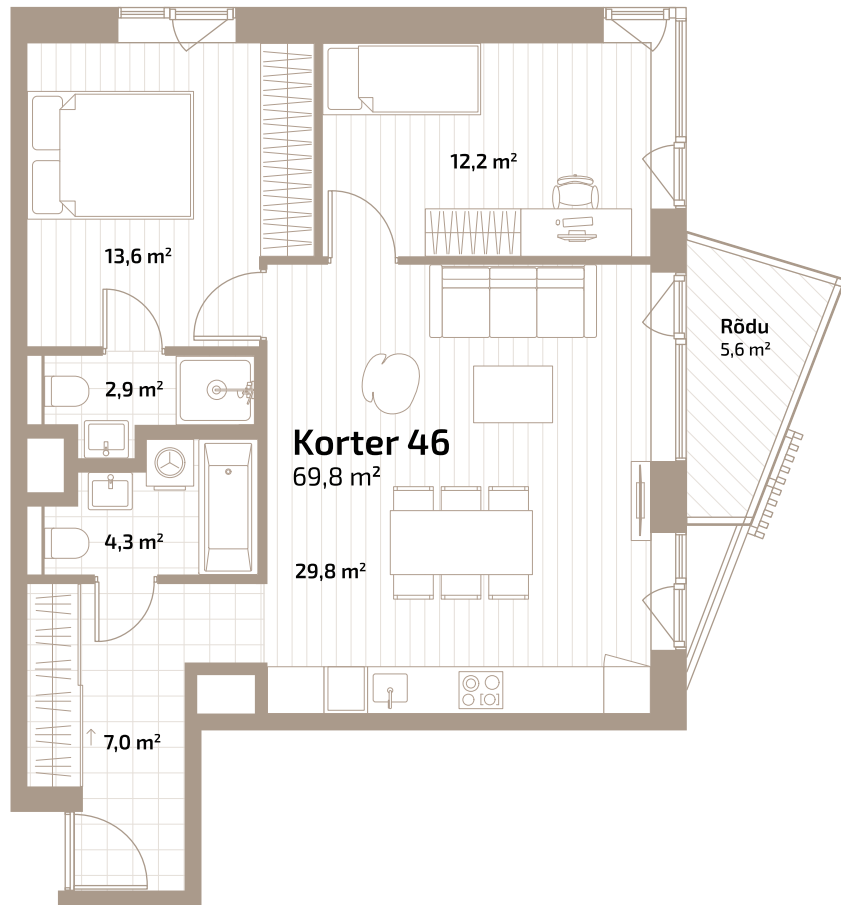 12,2 m²
13,6 m²
Rõdu
5,6 m²
2,9 m²
Korter 46
69,8 m²
4,3 m²
29,8 m²
7,0 m²